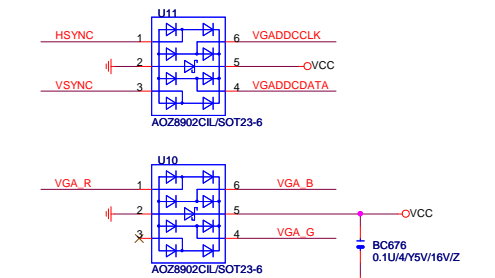 U11
HSYNC 1 6 VGADDCCLK
2 5 VCC
VSYNC 3 4 VGADDCDATA
AOZ8902CIL/SOT23-6
U10
VGA_R 1 6 VGA_B
2 5 VCC
3 4 VGA_G
BC676
0.1U/4/Y5V/16V/Z
AOZ8902CIL/SOT23-6